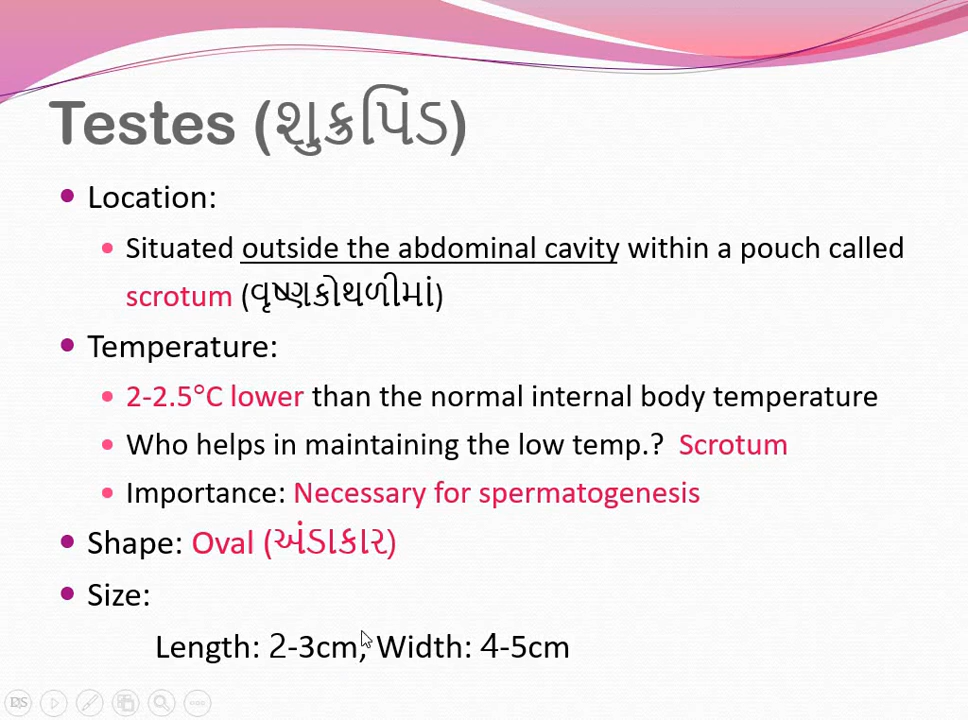 Testes (શુક્રપિંડ)
Location:
Situated outside the abdominal cavity within a pouch called
scrotum (વૃષ્ણકોથળીમાં)
Temperature:
2-2.5°C lower than the normal internal body temperature
Who helps in maintaining the low temp.? Scrotum
Importance: Necessary for spermatogenesis
Shape: Oval (અંડાકાર)
Size:
Length: 2-3cm, Width: 4-5cm